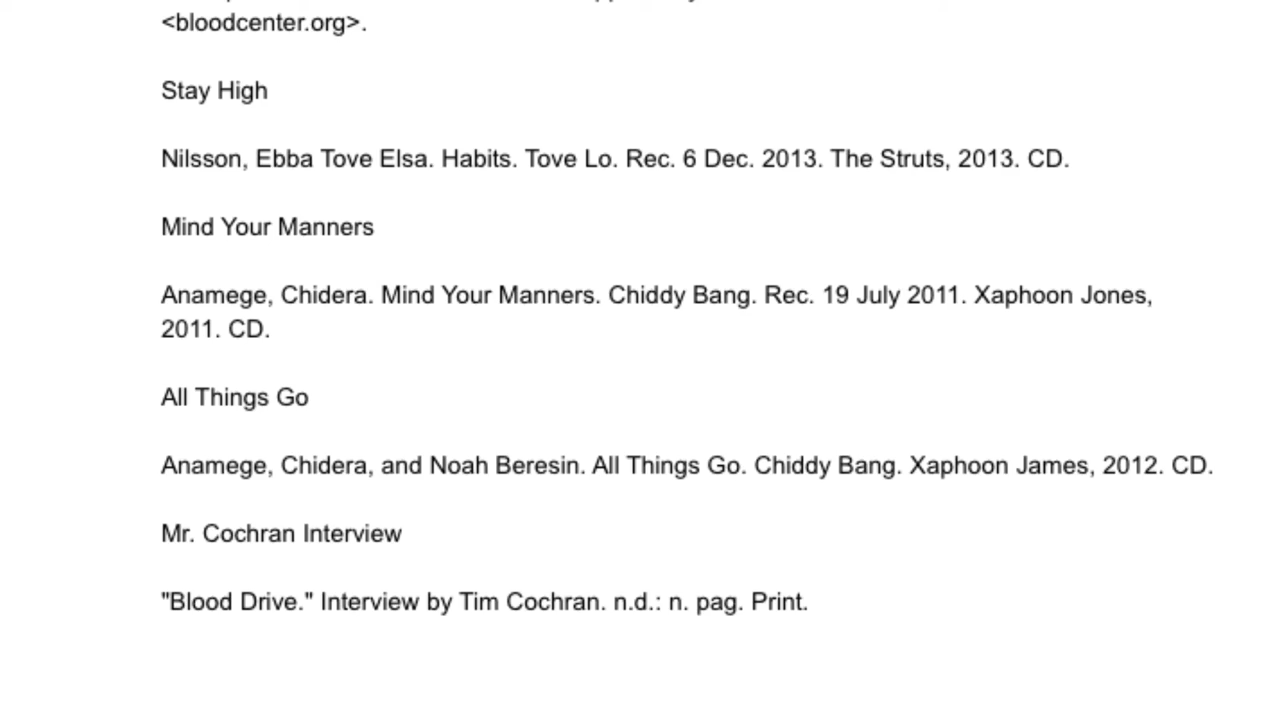 <bloodcenter.org>.
Stay High
Nilsson, Ebba Tove Elsa. Habits. Tove Lo. Rec. 6 Dec. 2013. The Struts, 2013. CD.
Mind Your Manners
Anamege, Chidera. Mind Your Manners. Chiddy Bang. Rec. 19 July 2011. Xaphoon Jones,
2011. CD.
All Things Go
Anamege, Chidera, and Noah Beresin. All Things Go. Chiddy Bang. Xaphoon James, 2012. CD.
Mr. Cochran Interview
"Blood Drive." Interview by Tim Cochran. n.d.: n. pag. Print.